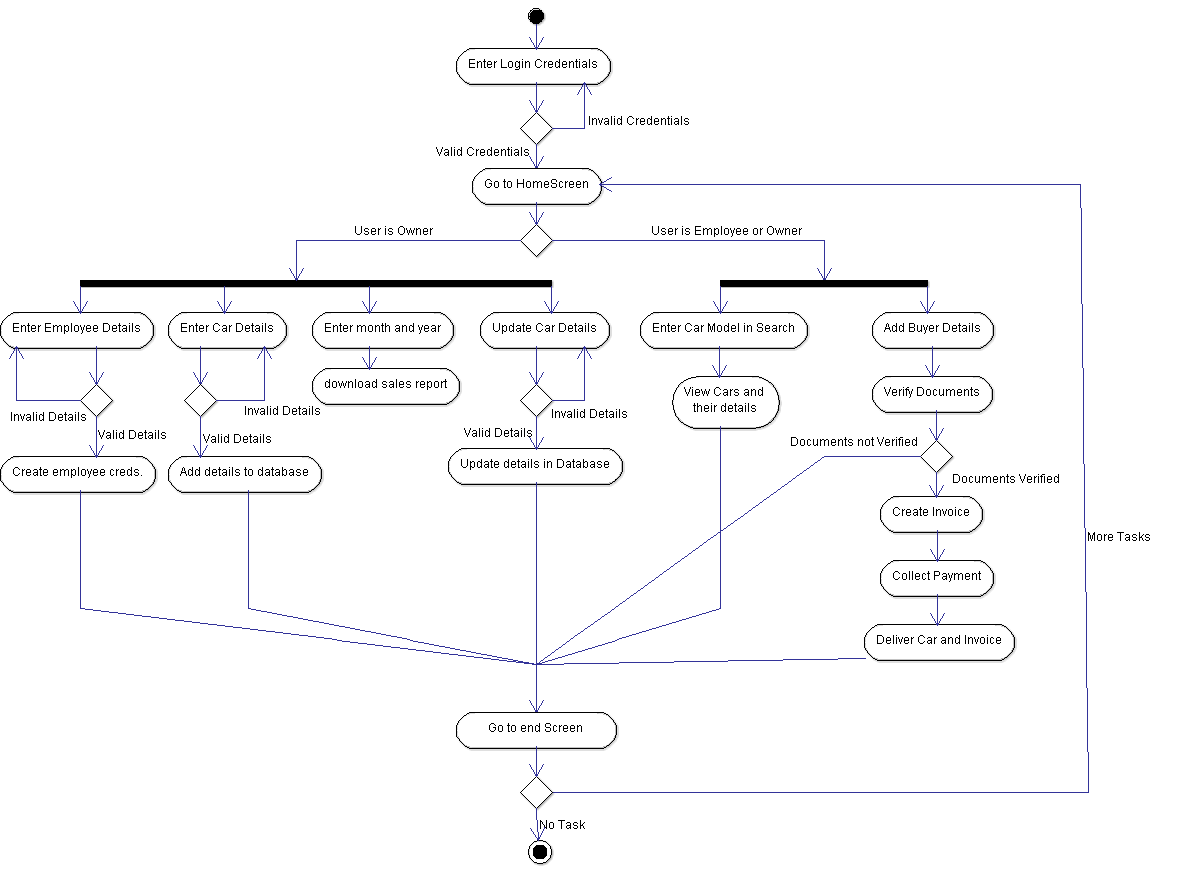 Enter Login Credentials
Invalid Credentials
Valid Credentials
Go to HomeScreen
User is Owner
User is Employee or Owner
Enter Employee Details
Enter Car Details
Enter month and year
Update Car Details
Enter Car Model in Search
Add Buyer Details
download sales report
View Cars and
their details
Verify Documents
Invalid Details
Invalid Details
Invalid Details
Valid Details
Valid Details
Valid Details
Documents not Verified
Documents Verified
Create employee creds.
Add details to database
Update details in Database
Create Invoice
More Tasks
Collect Payment
Deliver Car and Invoice
Go to end Screen
No Task